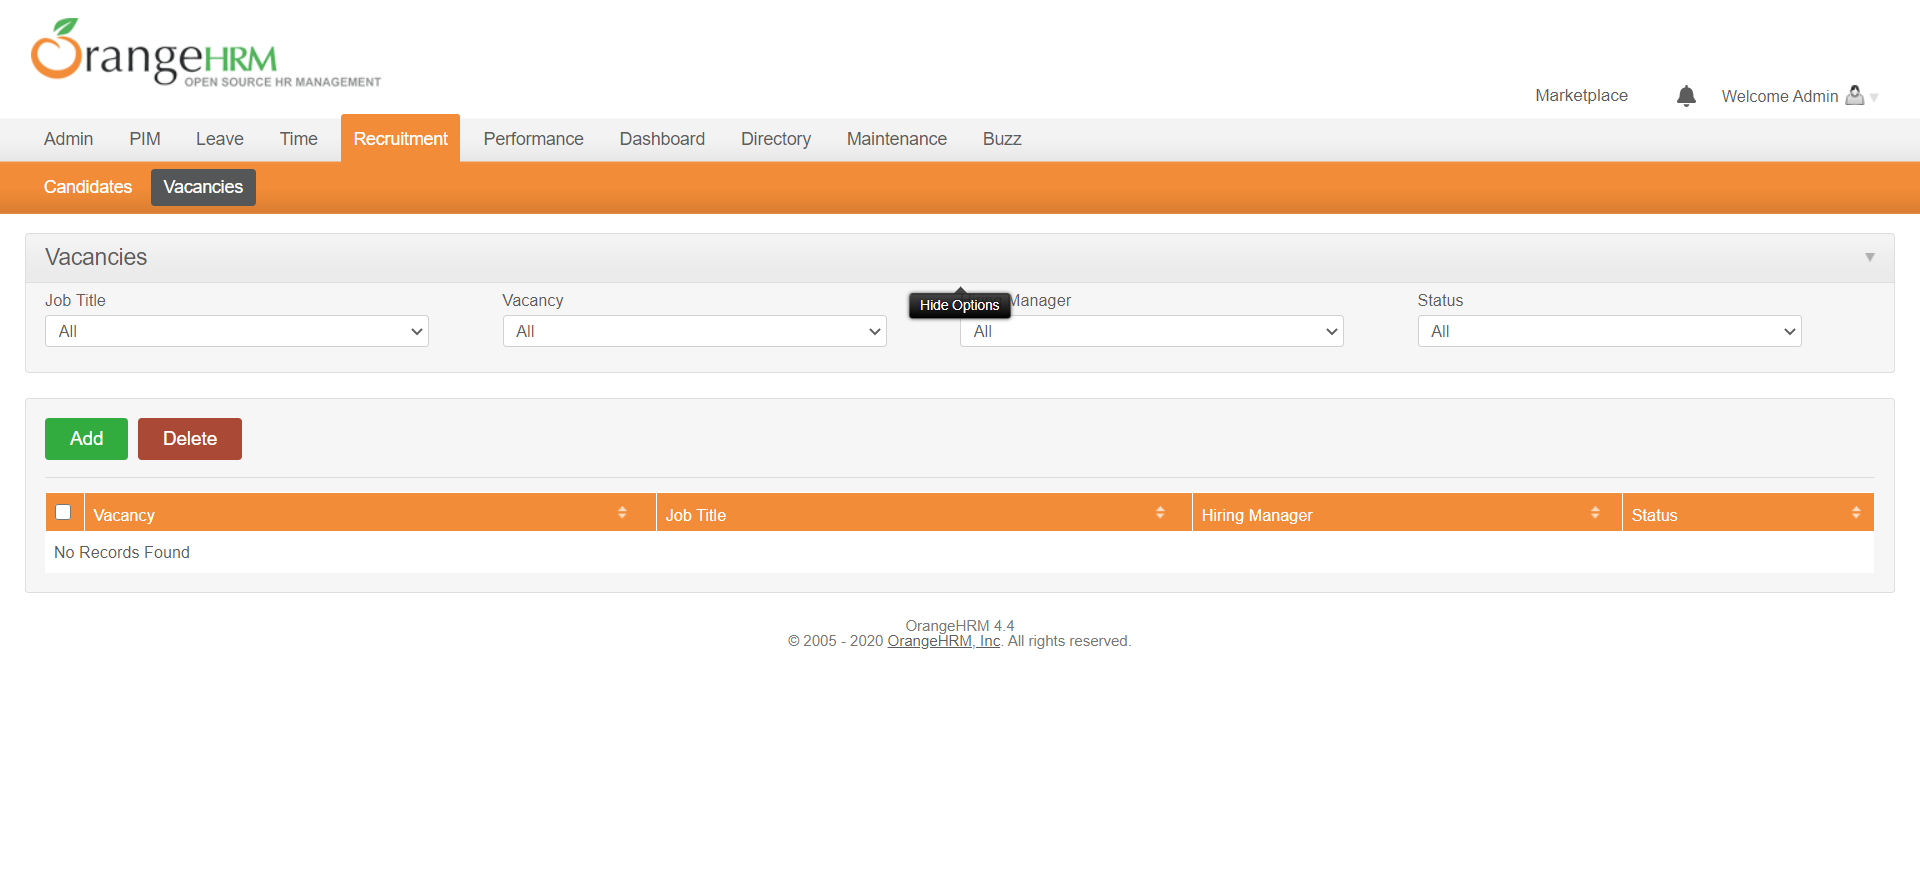 OrangeHRM
OPEN SOURCE HR MANAGEMENT
Marketplace
Welcome Admin
Admin PIM Leave Time Recruitment Performance Dashboard Directory Maintenance Buzz
Candidates Vacancies
Vacancies
Job Title Vacancy Manager Status
Hide Options
All All All All
Add Delete
Vacancy Job Title Hiring Manager Status
No Records Found
OrangeHRM 4.4
© 2005 - 2020 OrangeHRM, Inc. All rights reserved.